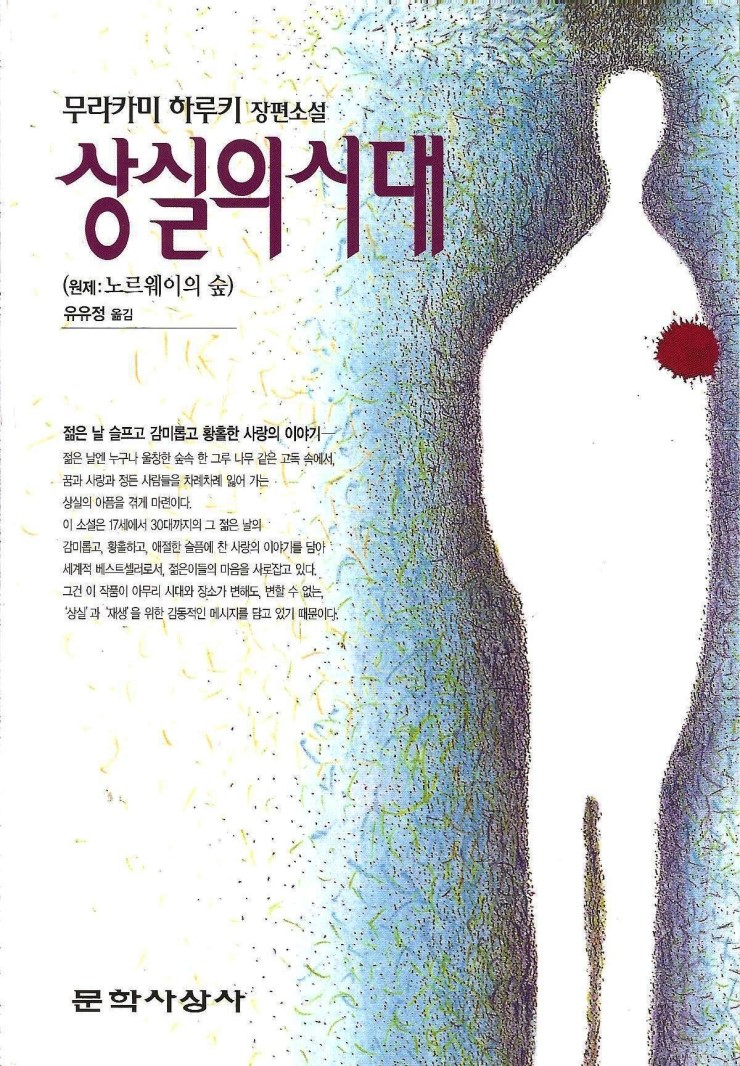 무라카미 하루키 장편소설
상실의시대
(원제:노르웨이의 숲)
유유정 옮김
젊은 날 슬프고 감미롭고 황홀한 사랑의 이야기―
젊은 날엔 누구나 울창한 숲속 한 그루 나무 같은 고독 속에서,
꿈과 사랑과 정든 사람들을 차례차례 잃어 가는
상실의 아픔을 겪게 마련이다.
이 소설은 17세에서 30대까지의 그 젊은 날의
감미롭고, 황홀하고, 애절한 슬픔에 찬 사랑의 이야기를 담아
세계적 베스트셀러로서, 젊은이들의 마음을 사로잡고 있다.
그건 이 작품이 아무리 시대와 장소가 변해도, 변할 수 없는,
'상실'과 '재생'을 위한 감동적인 메시지를 담고 있기 때문이다.
문학사상사